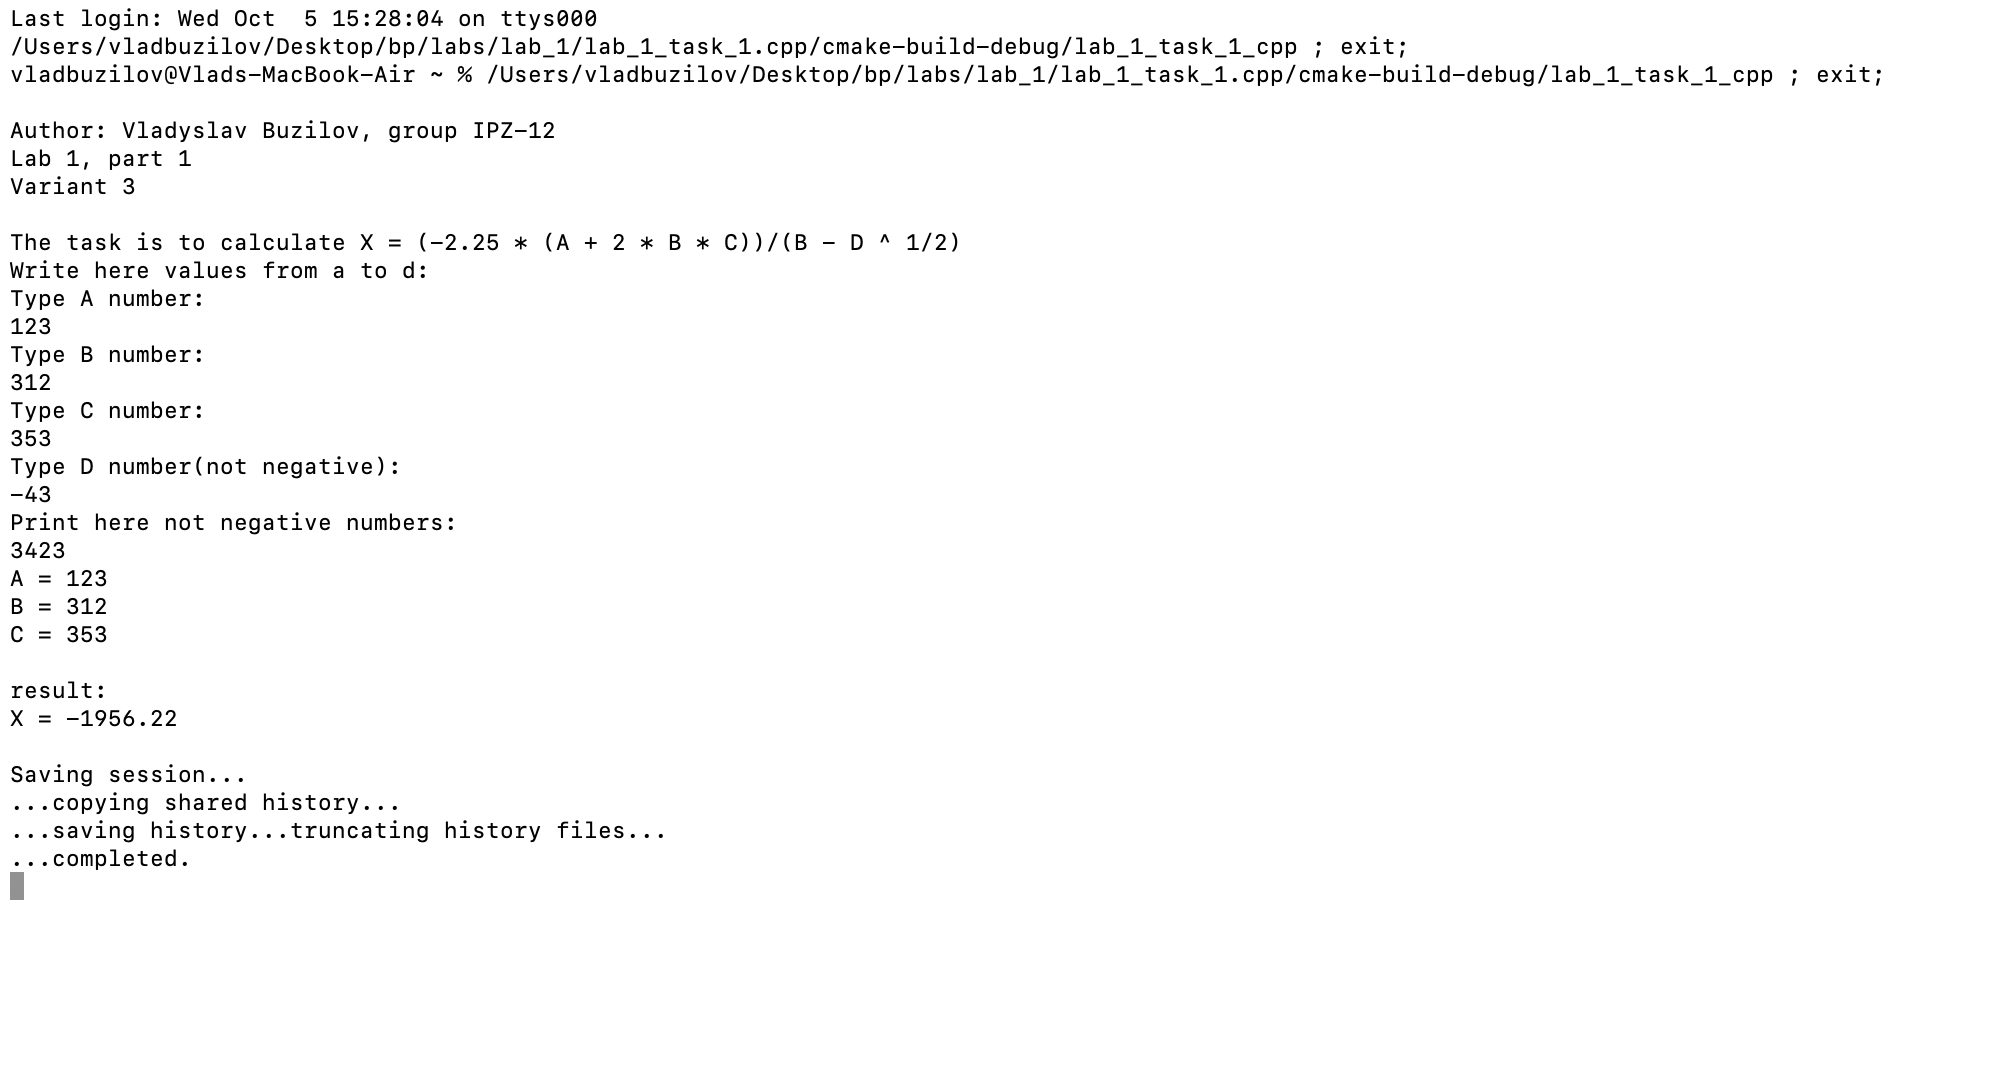 Last login: Wed Oct  5 15:28:04 on ttys000
/Users/vladbuzilov/Desktop/bp/labs/lab_1/lab_1_task_1.cpp/cmake-build-debug/lab_1_task_1_cpp ; exit;
vladbuzilov@Vlads-MacBook-Air ~ % /Users/vladbuzilov/Desktop/bp/labs/lab_1/lab_1_task_1.cpp/cmake-build-debug/lab_1_task_1_cpp ; exit;
Author: Vladyslav Buzilov, group IPZ-12
Lab 1, part 1
Variant 3
The task is to calculate X = (-2.25 * (A + 2 * B * C))/(B - D ^ 1/2)
Write here values from a to d:
Type A number:
123
Type B number:
312
Type C number:
353
Type D number(not negative):
-43
Print here not negative numbers:
3423
A = 123
B = 312
C = 353
result:
X = -1956.22
Saving session...
...copying shared history...
...saving history...truncating history files...
...completed.